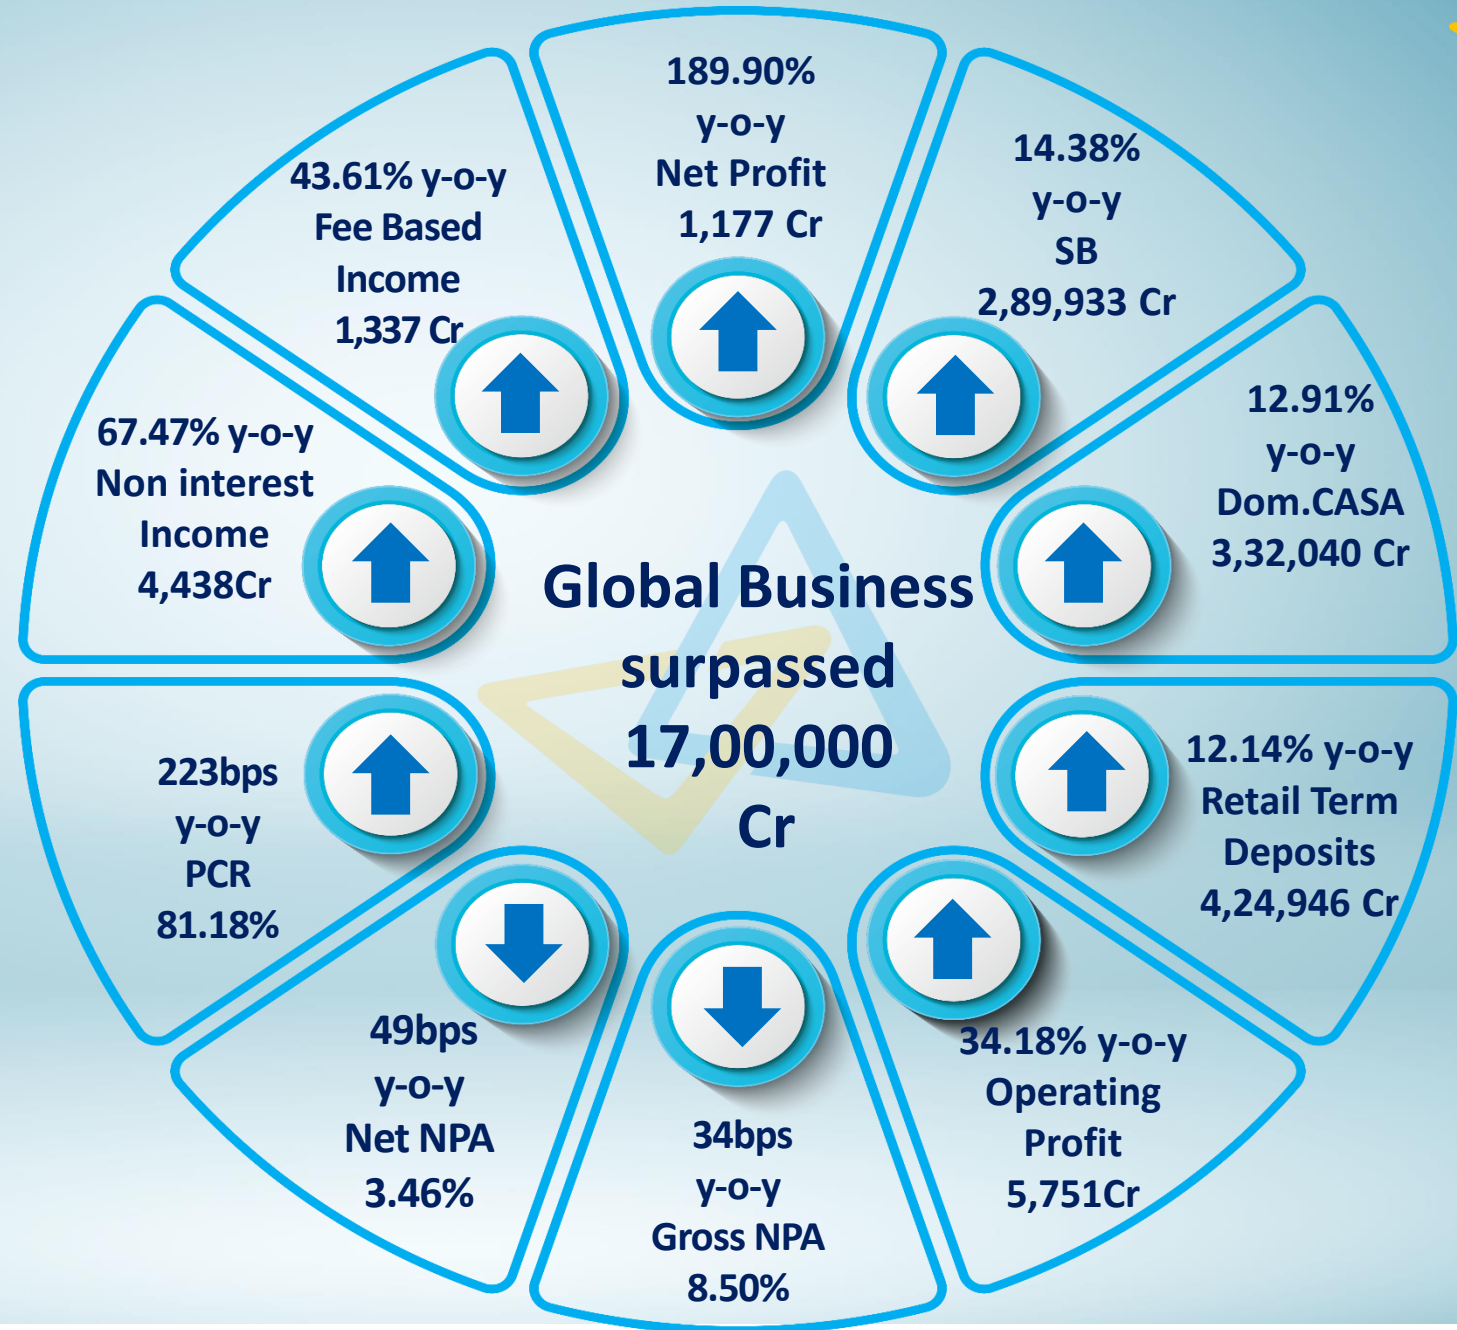 189.90%
y-o-y
Net Profit
1,177 Cr
14.38%
y-o-y
SB
2,89,933 Cr
12.91%
y-o-y
Dom.CASA
3,32,040 Cr
12.14% y-o-y
Retail Term
Deposits
4,24,946 Cr
34.18% y-o-y
Operating
Profit
5,751Cr
34bps
y-o-y
Gross NPA
8.50%
49bps
y-o-y
Net NPA
3.46%
223bps
y-o-y
PCR
81.18%
67.47% y-o-y
Non interest
Income
4,438Cr
43.61% y-o-y
Fee Based
Income
1,337 Cr
Global Business
surpassed
17,00,000
Cr